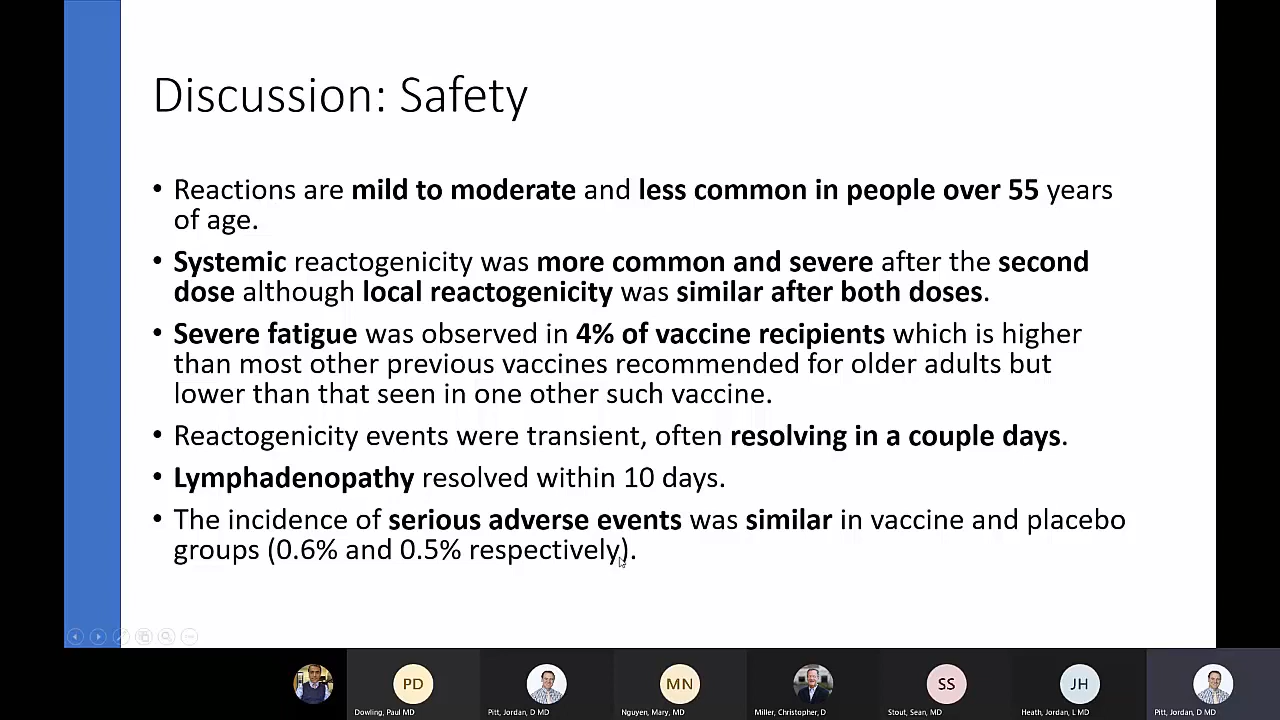 Discussion: Safety
• Reactions are mild to moderate and less common in people over 55 years
of age.
• Systemic reactogenicity was more common and severe after the second
dose although local reactogenicity was similar after both doses.
• Severe fatigue was observed in 4% of vaccine recipients which is higher
than most other previous vaccines recommended for older adults but
lower than that seen in one other such vaccine.
• Reactogenicity events were transient, often resolving in a couple days.
• Lymphadenopathy resolved within 10 days.
• The incidence of serious adverse events was similar in vaccine and placebo
groups (0.6% and 0.5% respectively).
PD
MN
SS
JH
Dowling, Paul MD
Pitt, Jordan, D MD
Nguyen, Mary, MD
Miller, Christopher, D
Stout, Sean, MD
Heath, Jordan, L MD
Pitt, Jordan, D MD